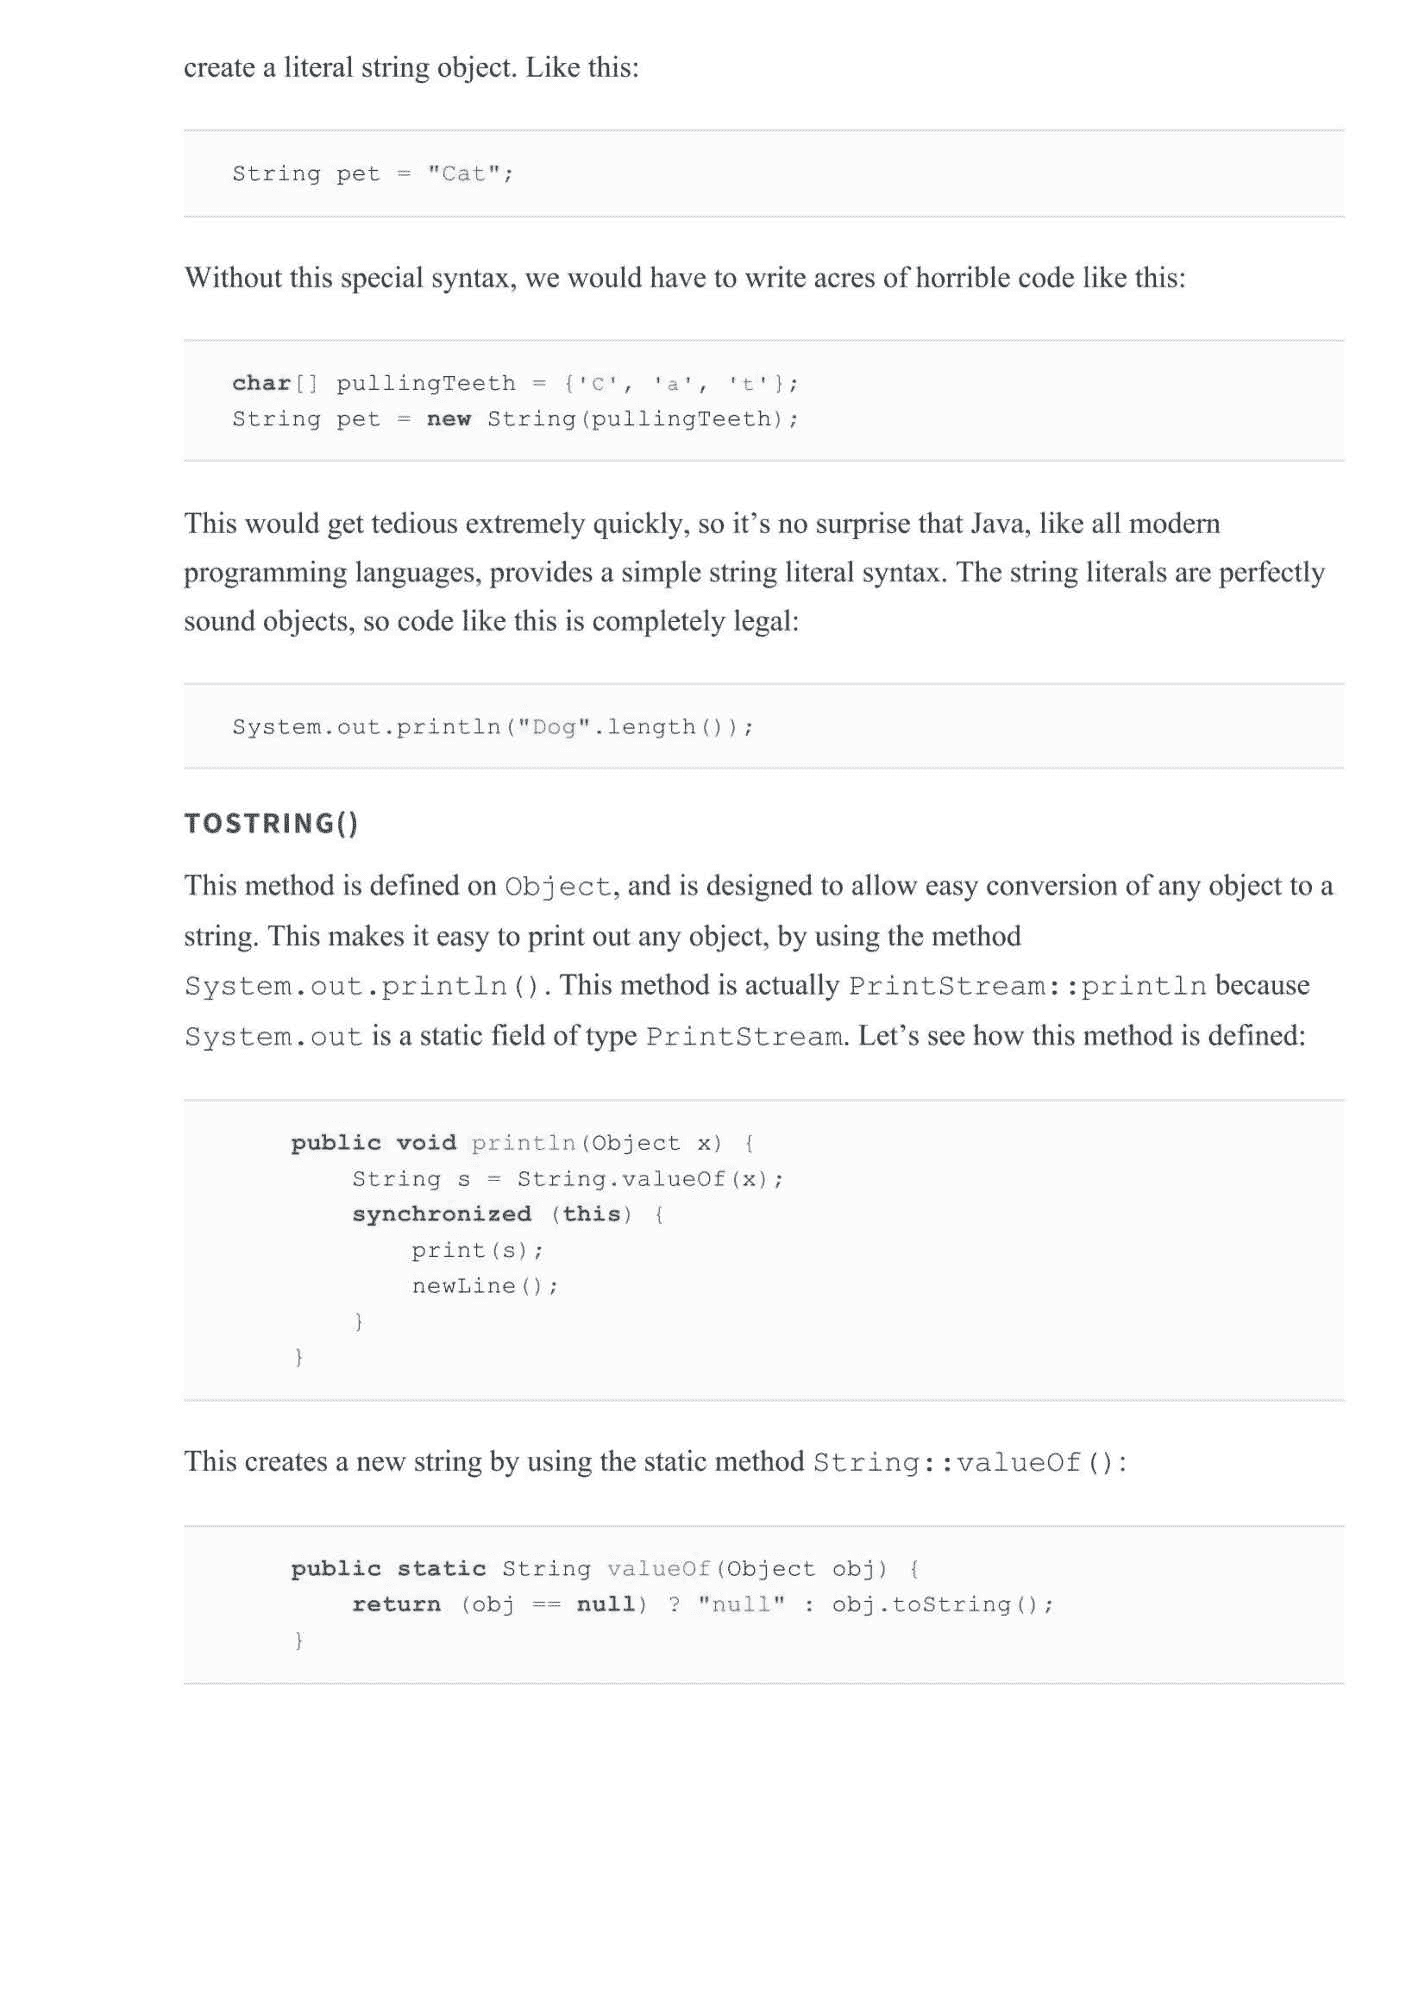 create a literal string object. Like this:
String pet = "Cat";
Without this special syntax, we would have to write acres of horrible code like this:
char[] pullingTeeth = {'C', 'a', 't'};
String pet = new String(pullingTeeth);
This would get tedious extremely quickly, so it’s no surprise that Java, like all modern
programming languages, provides a simple string literal syntax. The string literals are perfectly
sound objects, so code like this is completely legal:
System.out.println("Dog".length());
TOSTRING()
This method is defined on Object, and is designed to allow easy conversion of any object to a
string. This makes it easy to print out any object, by using the method
System.out.println(). This method is actually PrintStream::println because
System.out is a static field of type PrintStream. Let’s see how this method is defined:
public void println(Object x) {
    String s = String.valueOf(x);
    synchronized (this) {
        print(s);
        newLine();
    }
}
This creates a new string by using the static method String::valueOf():
public static String valueOf(Object obj) {
    return (obj == null) ? "null" : obj.toString();
}